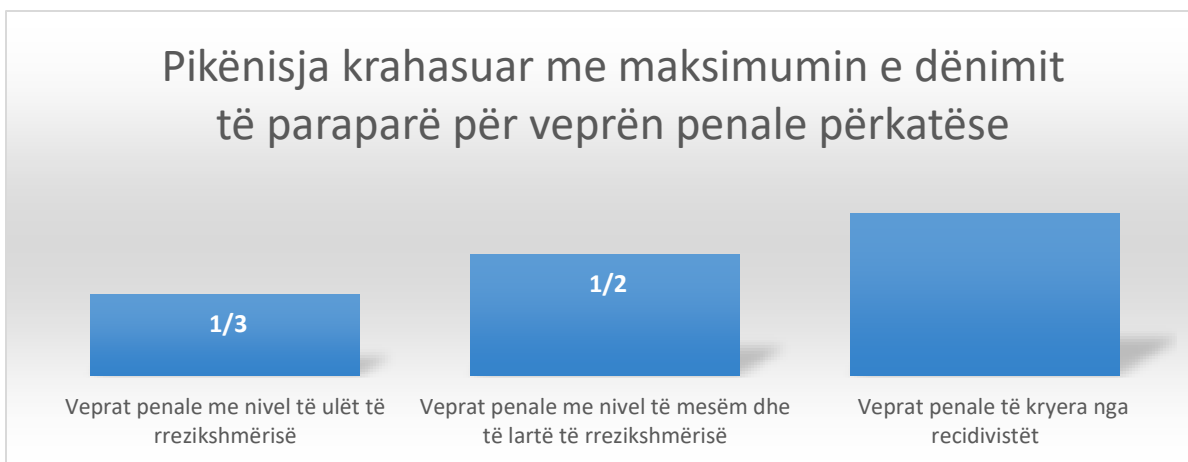 Pikënisja krahasuar me maksimumin e dënimit
të paraparë për veprën penale përkatëse
1/3
1/2
Veprat penale me nivel të ulët të
rrezikshmërisë
Veprat penale me nivel të mesëm dhe
të lartë të rrezikshmërisë
Veprat penale të kryera nga
recidivistët